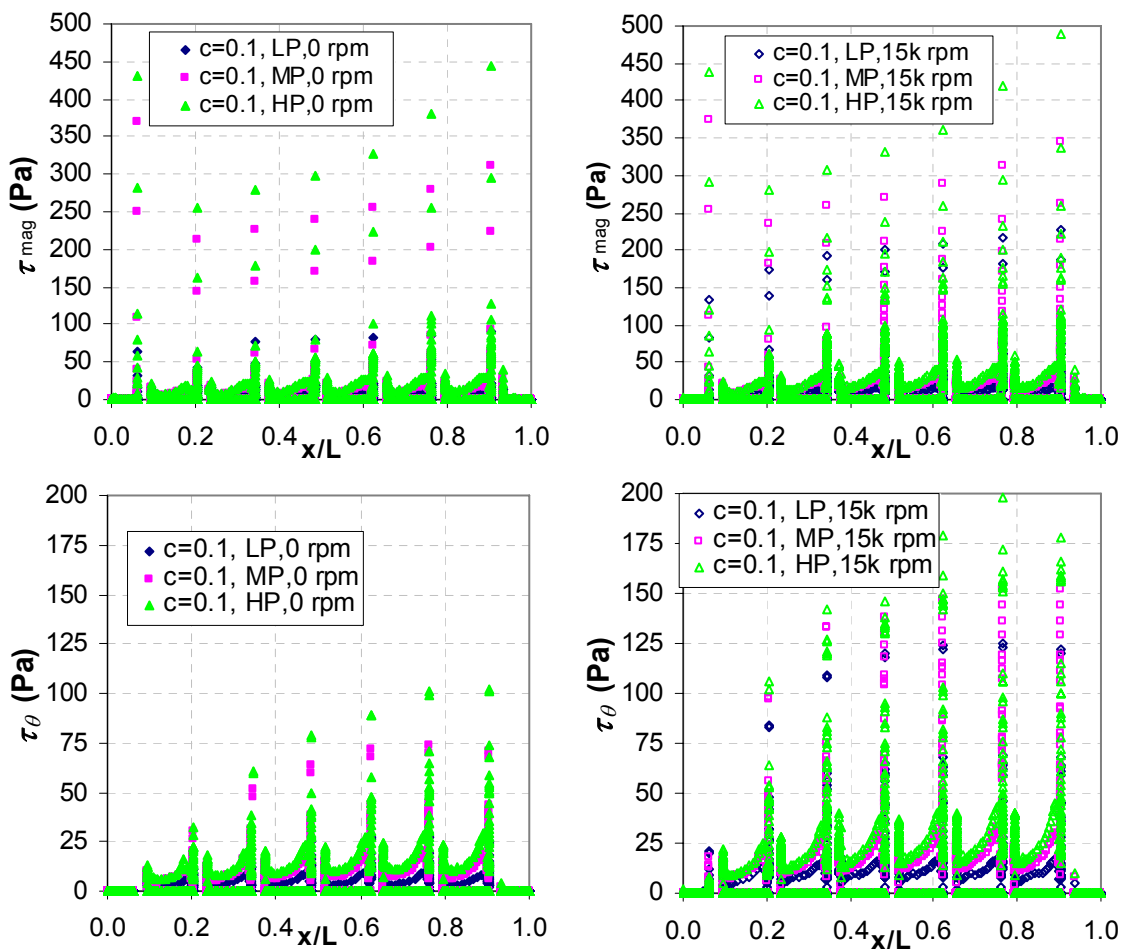 500
450
400
350
300
250
200
150
100
50
0
τ mag (Pa)
c=0.1, LP,0 rpm
c=0.1, MP,0 rpm
c=0.1, HP,0 rpm
0.0 0.2 0.4 0.6 0.8 1.0
x/L
500
450
400
350
300
250
200
150
100
50
0
τ mag (Pa)
c=0.1, LP,15k rpm
c=0.1, MP,15k rpm
c=0.1, HP,15k rpm
0.0 0.2 0.4 0.6 0.8 1.0
x/L
200
175
150
125
100
75
50
25
0
τθ (Pa)
c=0.1, LP,0 rpm
c=0.1, MP,0 rpm
c=0.1, HP,0 rpm
0.0 0.2 0.4 0.6 0.8 1.0
x/L
200
175
150
125
100
75
50
25
0
τθ (Pa)
c=0.1, LP,15k rpm
c=0.1, MP,15k rpm
c=0.1, HP,15k rpm
0.0 0.2 0.4 0.6 0.8 1.0
x/L